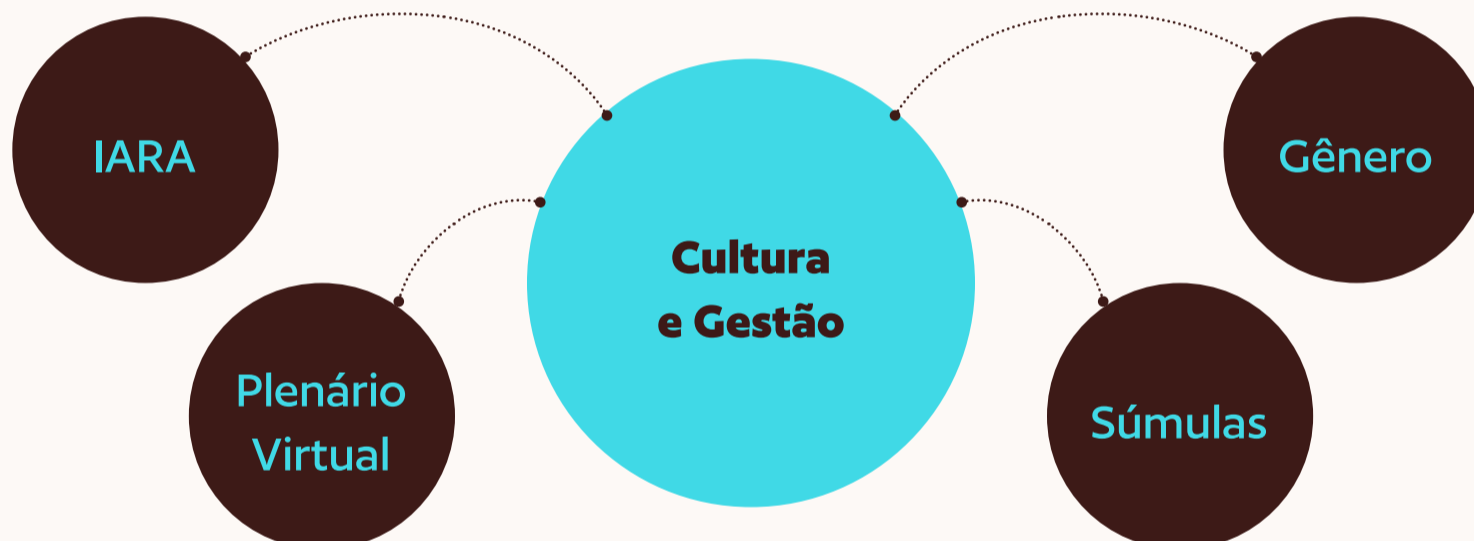 IARA
Gênero
Cultura
e Gestão
Plenário
Virtual
Súmulas